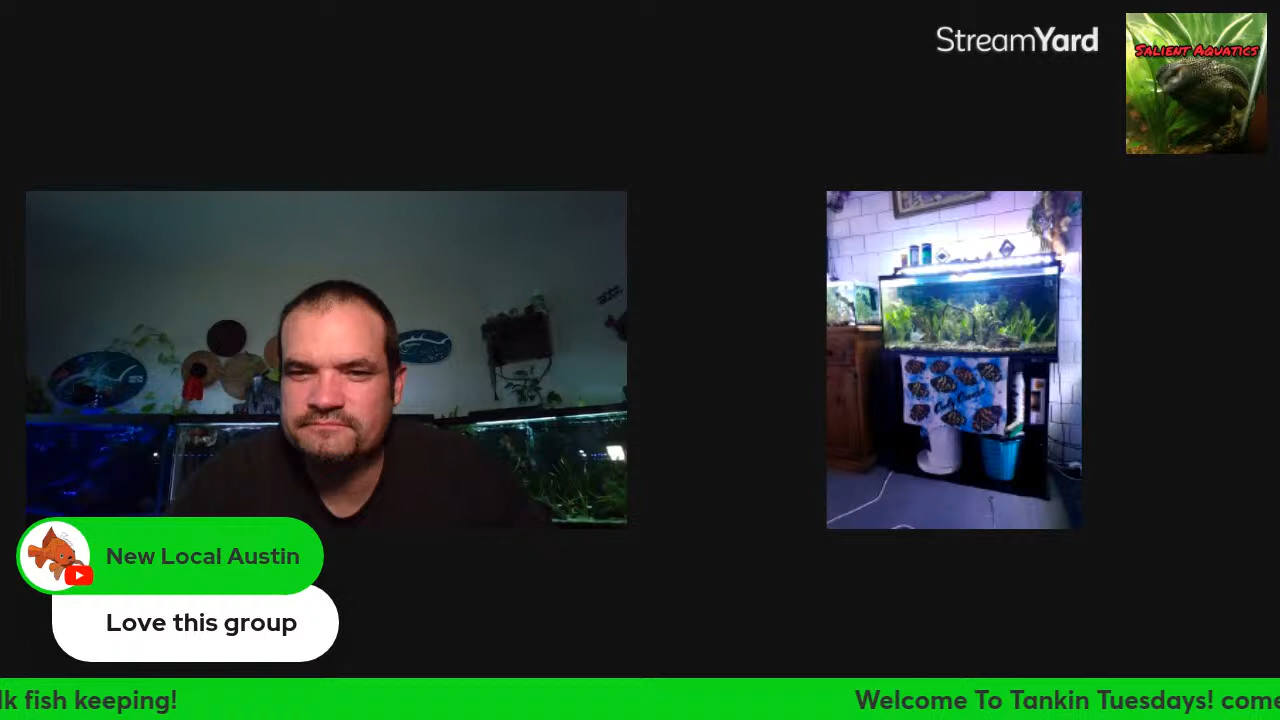 StreamYard
SALIENT AQUATICS
New Local Austin
Love this group
lk fish keeping!
Welcome To Tankin Tuesdays! come